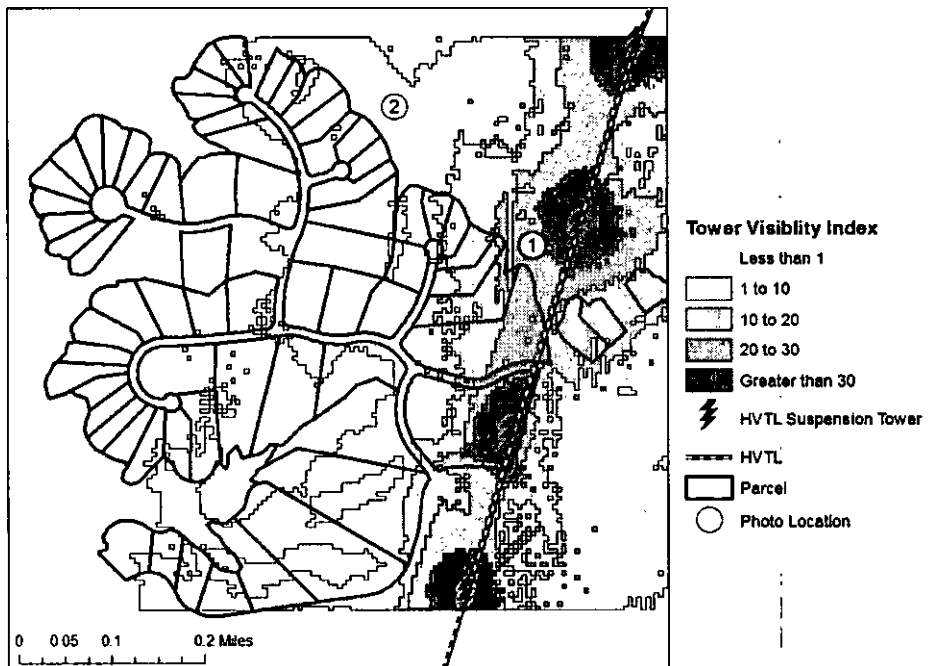 2
1
Tower Visiblity Index
Less than 1
1 to 10
10 to 20
20 to 30
Greater than 30
HVTL Suspension Tower
HVTL
Parcel
Photo Location
0 0 05 0.1 0.2 Miles